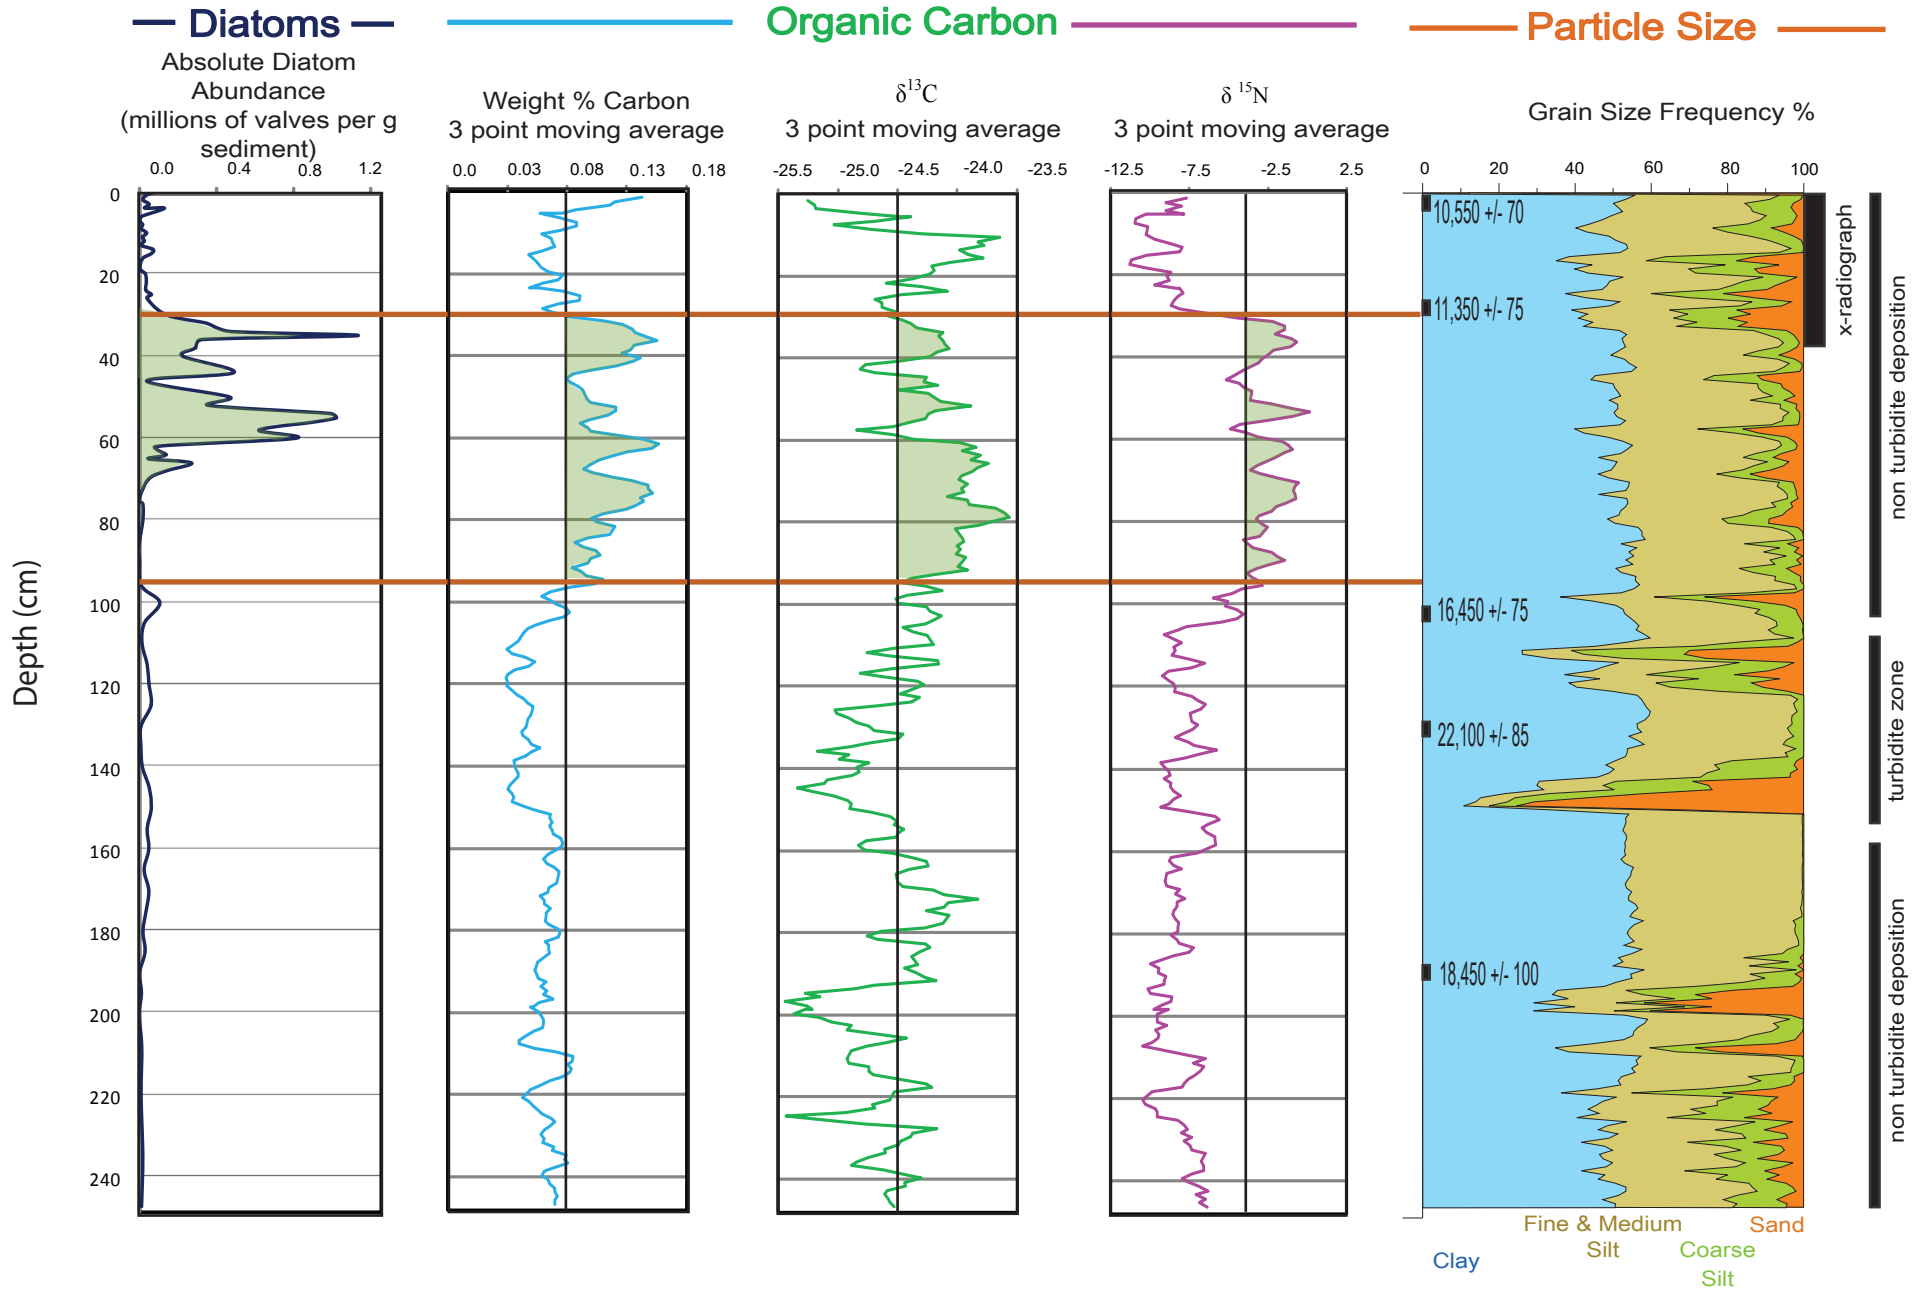 Diatoms
Organic Carbon
Particle Size
Absolute Diatom
Abundance
(millions of valves per g
sediment)
Weight % Carbon
3 point moving average
δ13C
3 point moving average
δ 15N
3 point moving average
Grain Size Frequency %
0.0 0.4 0.8 1.2
0.0 0.03 0.08 0.13 0.18
-25.5 -25.0 -24.5 -24.0 -23.5
-12.5 -7.5 -2.5 2.5
0 20 40 60 80 100
Depth (cm)
0
20
40
60
80
100
120
140
160
180
200
220
240
10,550 +/- 70
11,350 +/- 75
16,450 +/- 75
22,100 +/- 85
18,450 +/- 100
x-radiograph
non turbidite deposition
turbidite zone
non turbidite deposition
Clay
Fine & Medium
Silt
Coarse
Silt
Sand